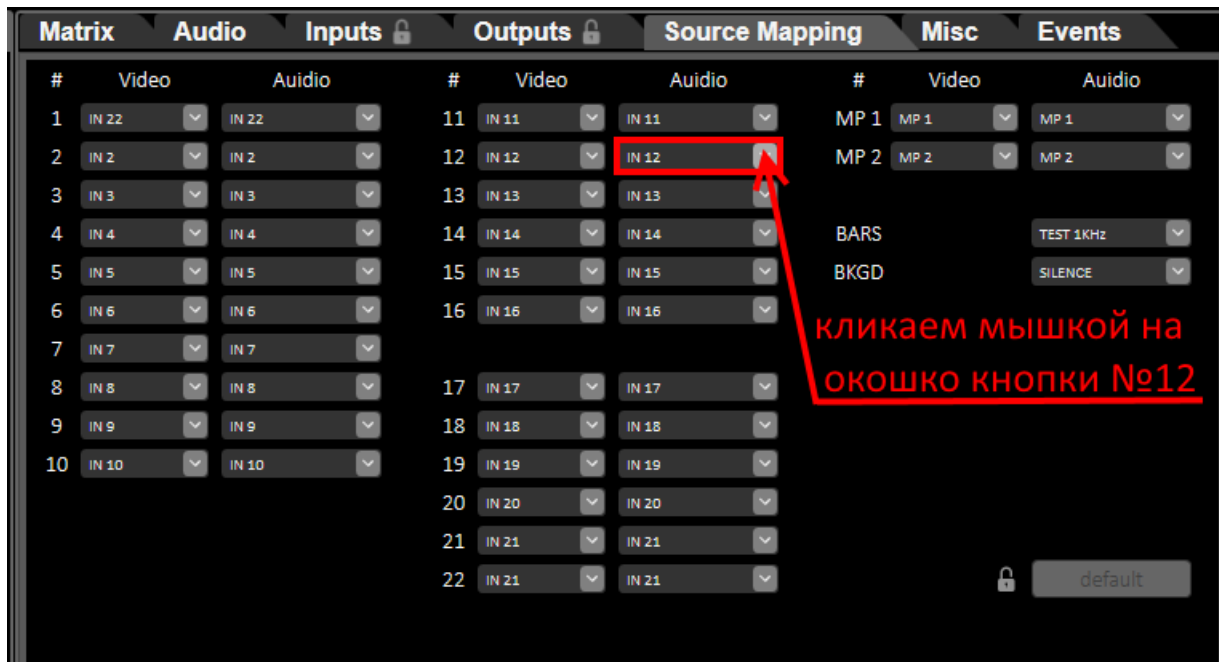 Matrix Audio Inputs Outputs Source Mapping Misc Events
# Video Auidio # Video Auidio # Video Auidio
1 IN 22 IN 22 11 IN 11 IN 11 MP 1 MP 1 MP 1
2 IN 2 IN 2 12 IN 12 IN 12 MP 2 MP 2 MP 2
3 IN 3 IN 3 13 IN 13 IN 13
4 IN 4 IN 4 14 IN 14 IN 14 BARS TEST 1KHz
5 IN 5 IN 5 15 IN 15 IN 15 BKGD SILENCE
6 IN 6 IN 6 16 IN 16 IN 16
кликаем мышкой на
7 IN 7 IN 7
окошко кнопки №12
8 IN 8 IN 8 17 IN 17 IN 17
9 IN 9 IN 9 18 IN 18 IN 18
10 IN 10 IN 10 19 IN 19 IN 19
20 IN 20 IN 20
21 IN 21 IN 21
22 IN 21 IN 21 default